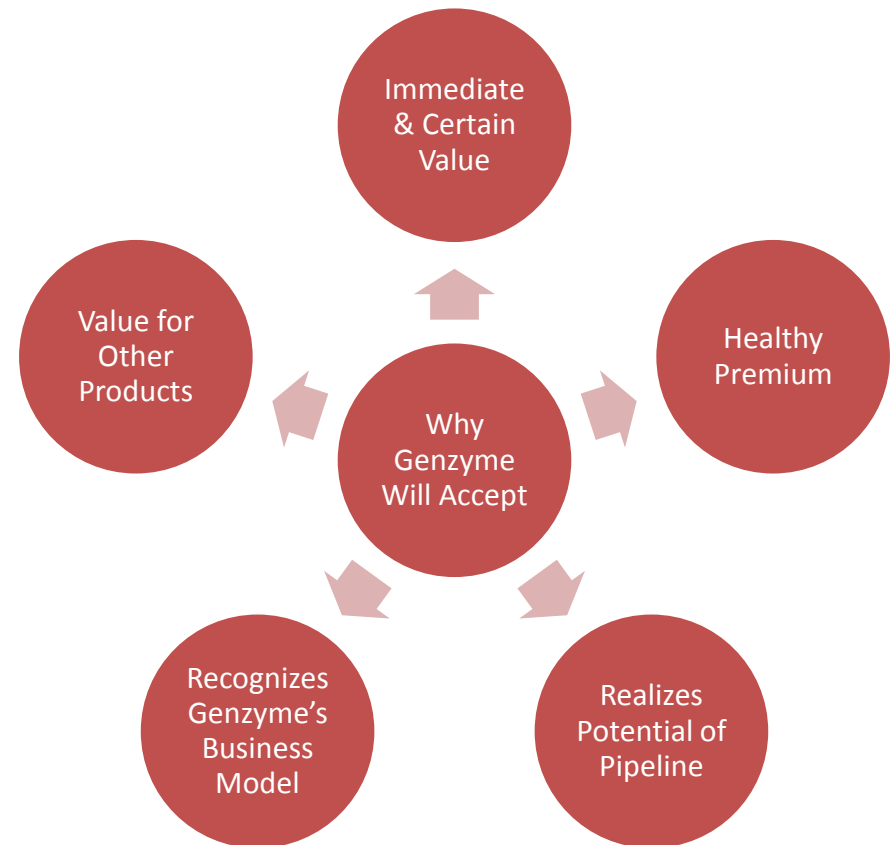 Immediate
& Certain
Value
Healthy
Premium
Realizes
Potential of
Pipeline
Recognizes
Genzyme’s
Business
Model
Value for
Other
Products
Why
Genzyme
Will Accept